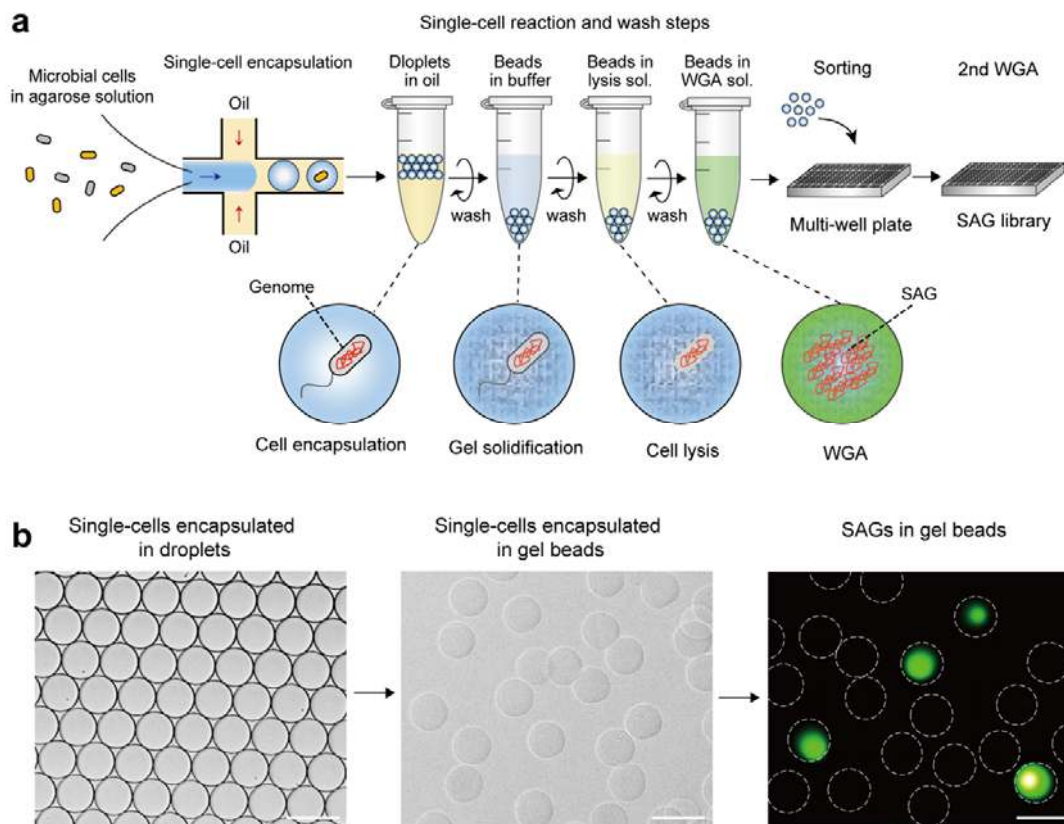 a
Single-cell reaction and wash steps
Microbial cells
in agarose solution
Single-cell encapsulation
Oil
Oil
Dloplets
in oil
Beads
in buffer
Beads in
lysis sol.
Beads in
WGA sol.
Sorting
2nd WGA
wash
wash
wash
Multi-well plate
SAG library
Genome
SAG
Cell encapsulation
Gel solidification
Cell lysis
WGA
b
Single-cells encapsulated
in droplets
Single-cells encapsulated
in gel beads
SAGs in gel beads